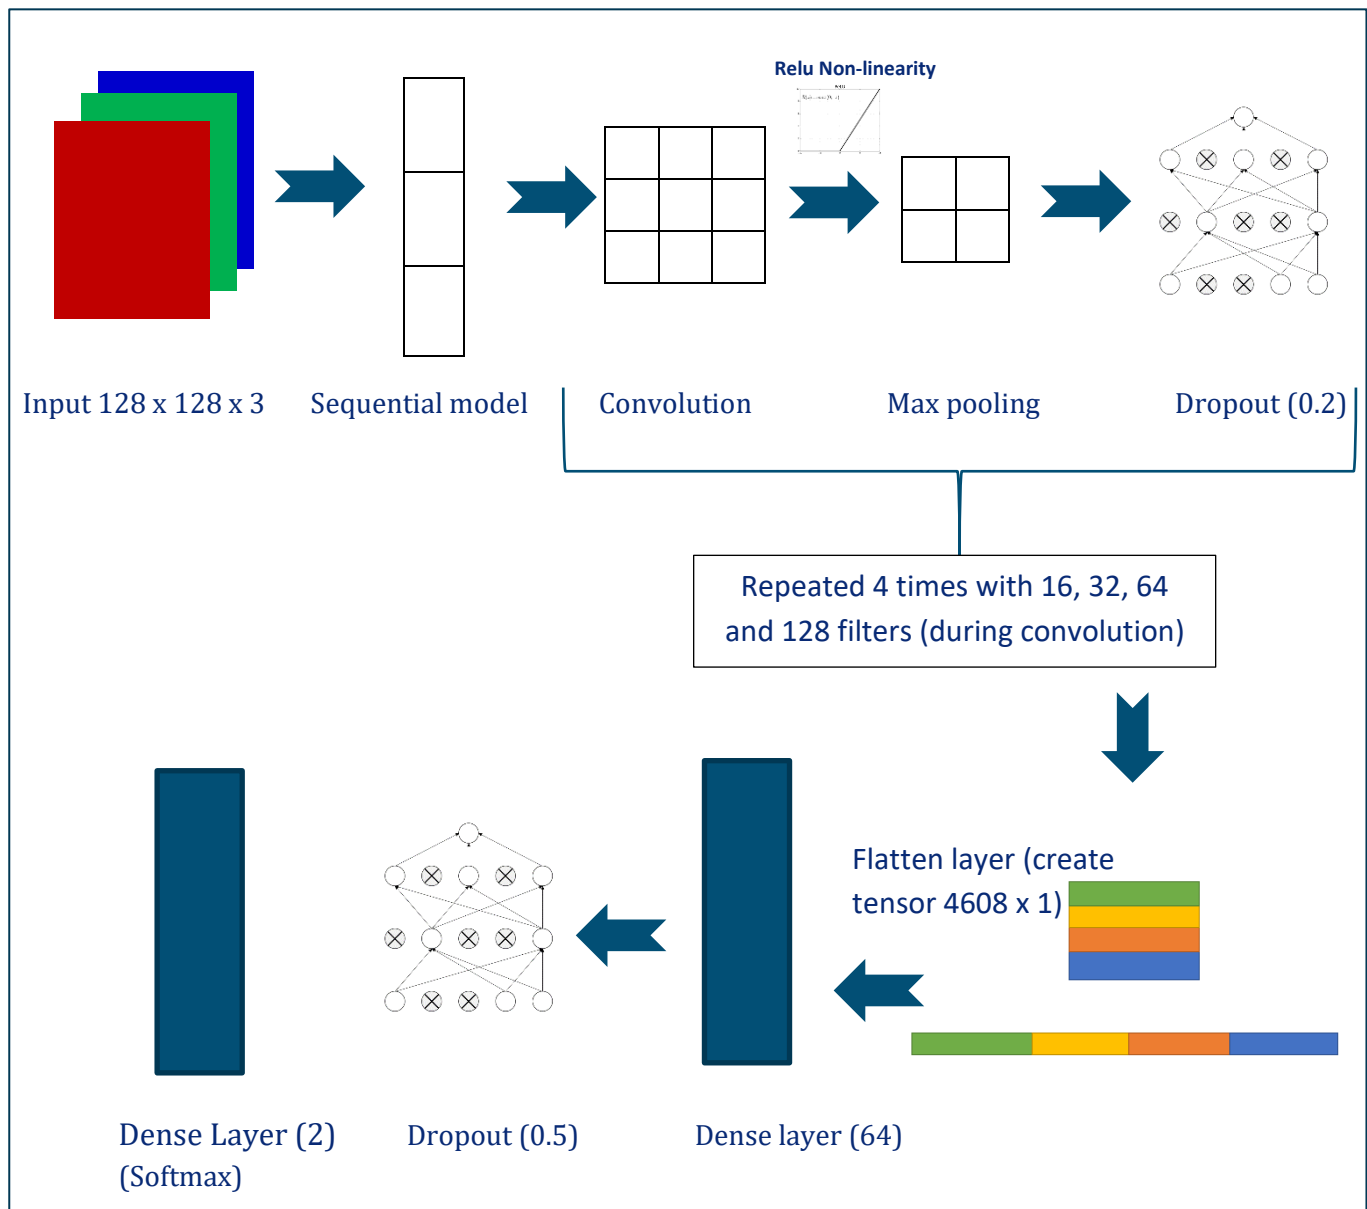 Relu Non-linearity
Input 128 x 128 x 3
Sequential model
Convolution
Max pooling
Dropout (0.2)
Repeated 4 times with 16, 32, 64
and 128 filters (during convolution)
Flatten layer (create
tensor 4608 x 1)
Dense Layer (2)
(Softmax)
Dropout (0.5)
Dense layer (64)